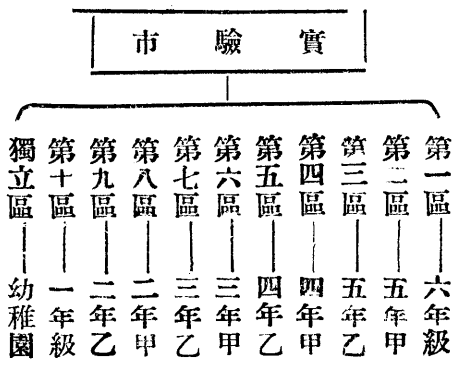 實驗市
第一區——六年級
第二區——五年甲
第三區——五年乙
第四區——四年甲
第五區——四年乙
第六區——三年甲
第七區——三年乙
第八區——二年甲
第九區——二年乙
第十區——一年級
獨立區——幼稚園